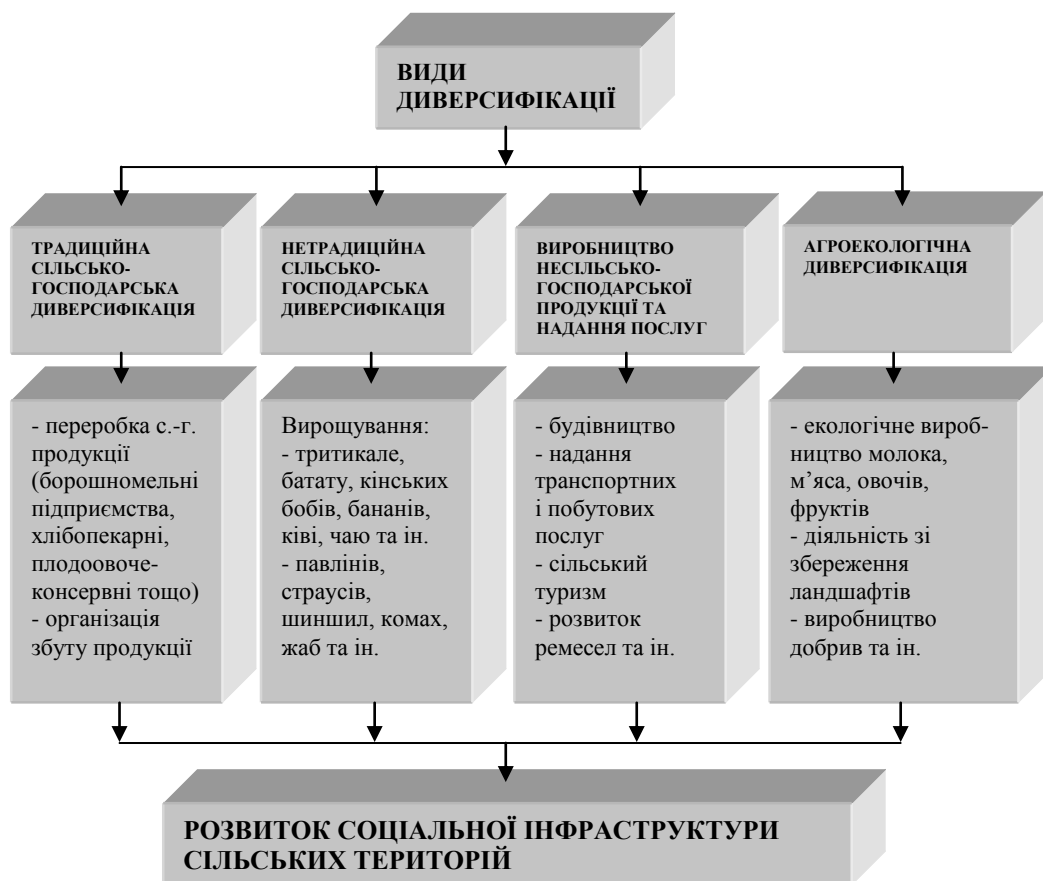 ВИДИ
ДИВЕРСИФІКАЦІЇ
ТРАДИЦІЙНА
СІЛЬСЬКО-
ГОСПОДАРСЬКА
ДИВЕРСИФІКАЦІЯ
НЕТРАДИЦІЙНА
СІЛЬСЬКО-
ГОСПОДАРСЬКА
ДИВЕРСИФІКАЦІЯ
ВИРОБНИЦТВО
НЕСІЛЬСЬКО-
ГОСПОДАРСЬКОЇ
ПРОДУКЦІЇ ТА
НАДАННЯ ПОСЛУГ
АГРОЕКОЛОГІЧНА
ДИВЕРСИФІКАЦІЯ
- переробка с.-г.
продукції
(борошномельні
підприємства,
хлібопекарні,
плодоовоче-
консервні тощо)
- організація
збуту продукції
Вирощування:
- тритикале,
батату, кінських
бобів, бананів,
ківі, чаю та ін.
- павлінів,
страусів,
шиншил, комах,
жаб та ін.
- будівництво
- надання
транспортних
і побутових
послуг
- сільський
туризм
- розвиток
ремесел та ін.
- екологічне вироб-
ництво молока,
м’яса, овочів,
фруктів
- діяльність зі
збереження
ландшафтів
- виробництво
добрив та ін.
РОЗВИТОК СОЦІАЛЬНОЇ ІНФРАСТРУКТУРИ
СІЛЬСЬКИХ ТЕРИТОРІЙ